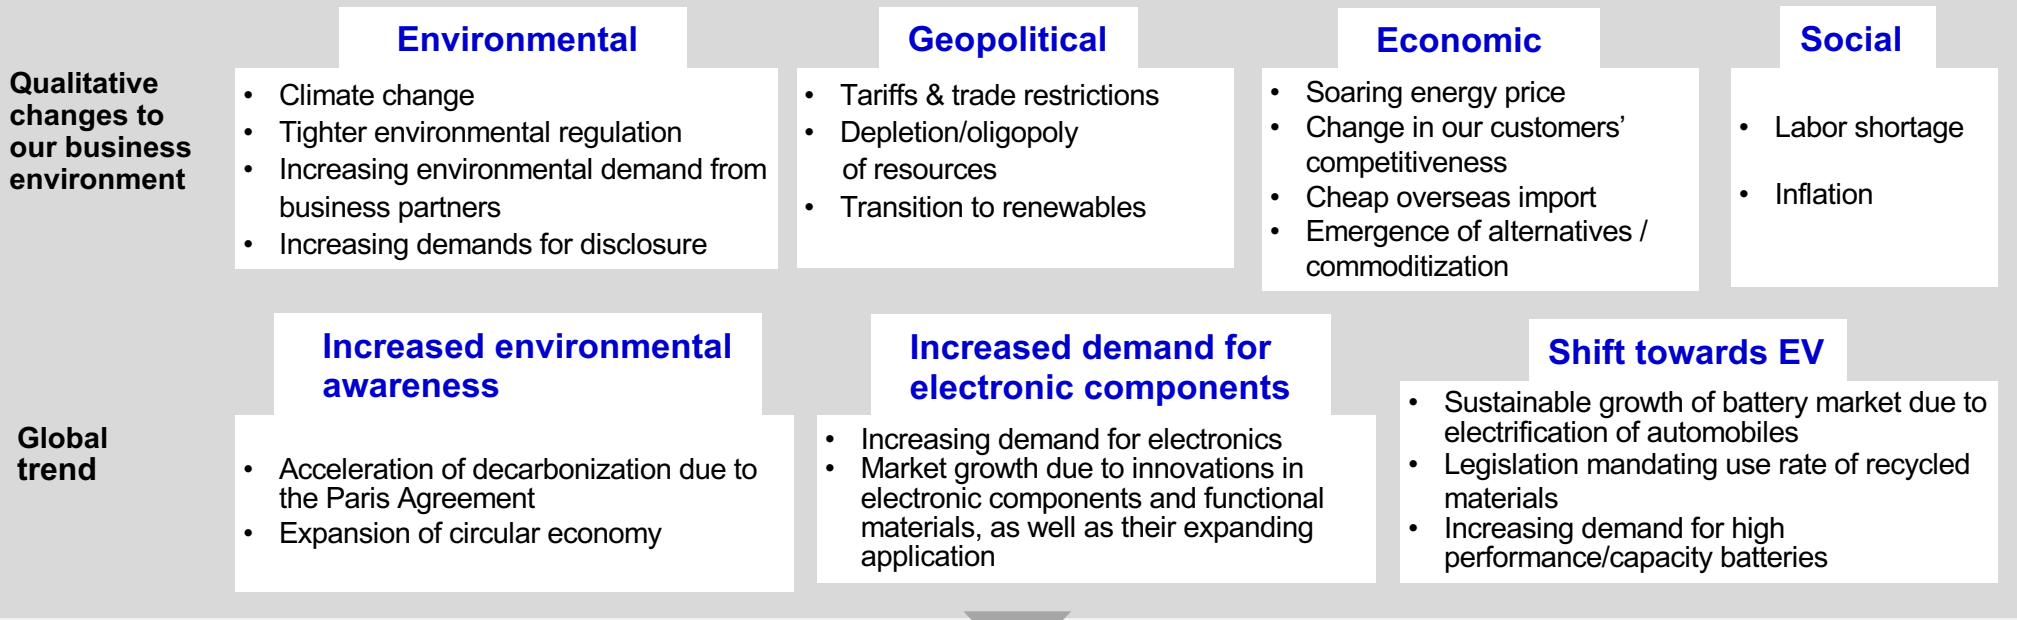 Qualitative
changes to
our business
environment
Environmental
• Climate change
• Tighter environmental regulation
• Increasing environmental demand from
business partners
• Increasing demands for disclosure
Geopolitical
• Tariffs & trade restrictions
• Depletion/oligopoly
of resources
• Transition to renewables
Economic
• Soaring energy price
• Change in our customers’
competitiveness
• Cheap overseas import
• Emergence of alternatives /
commoditization
Social
• Labor shortage
• Inflation
Global
trend
Increased environmental
awareness
• Acceleration of decarbonization due to
the Paris Agreement
• Expansion of circular economy
Increased demand for
electronic components
• Increasing demand for electronics
• Market growth due to innovations in
electronic components and functional
materials, as well as their expanding
application
Shift towards EV
• Sustainable growth of battery market due to
electrification of automobiles
• Legislation mandating use rate of recycled
materials
• Increasing demand for high
performance/capacity batteries